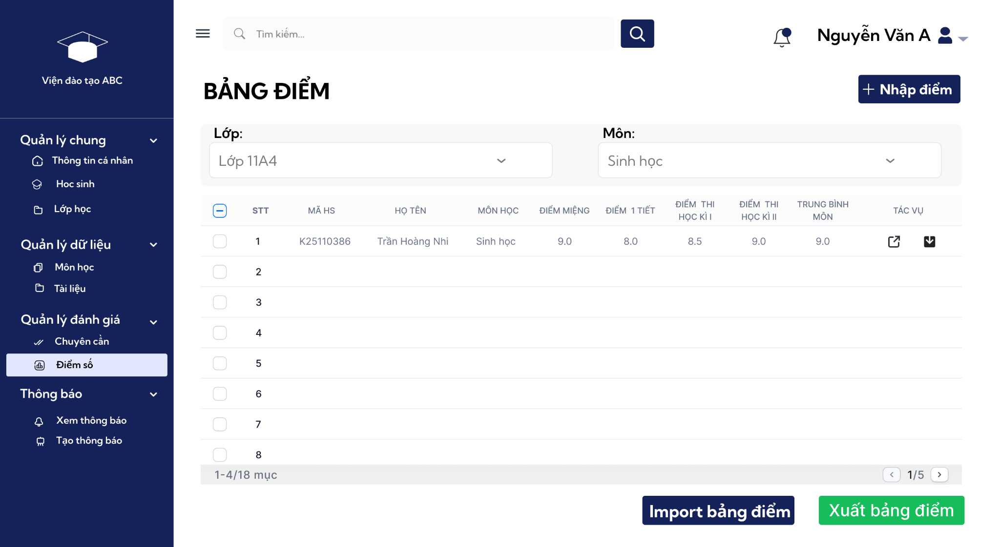 Viện đào tạo ABC
Quản lý chung
Thông tin cá nhân
Hoc sinh
Lớp học
Quản lý dữ liệu
Môn học
Tài liệu
Quản lý đánh giá
Chuyên cần
Điểm số
Thông báo
Xem thông báo
Tạo thông báo
Tìm kiếm...
Nguyễn Văn A
BẢNG ĐIỂM
Nhập điểm
Lớp:
Lớp 11A4
Môn:
Sinh học
STT MÃ HS HỌ TÊN MÔN HỌC ĐIỂM MIỆNG ĐIỂM 1 TIẾT ĐIỂM THI HỌC KÌ I ĐIỂM THI HỌC KÌ II TRUNG BÌNH MÔN TÁC VỤ
1 K25110386 Trần Hoàng Nhi Sinh học 9.0 8.0 8.5 9.0 9.0
2
3
4
5
6
7
8
1-4/18 mục 1/5
Import bảng điểm
Xuất bảng điểm